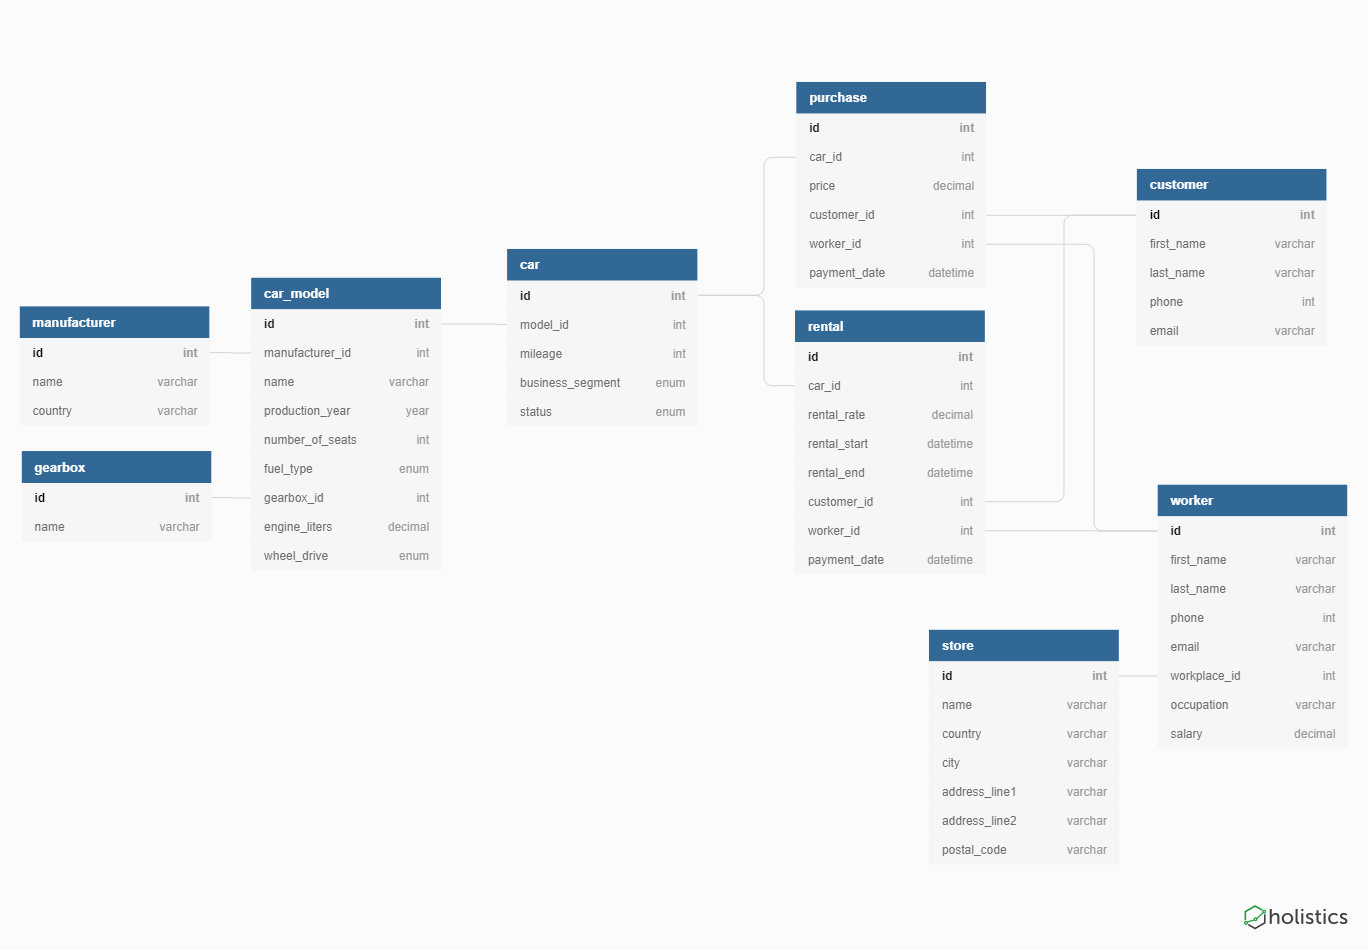 purchase
id int
car_id int
price decimal
customer_id int
worker_id int
payment_date datetime
customer
id int
first_name varchar
last_name varchar
phone int
email varchar
car
id int
model_id int
mileage int
business_segment enum
status enum
car_model
id int
manufacturer_id int
name varchar
production_year year
number_of_seats int
fuel_type enum
gearbox_id int
engine_liters decimal
wheel_drive enum
manufacturer
id int
name varchar
country varchar
gearbox
id int
name varchar
rental
id int
car_id int
rental_rate decimal
rental_start datetime
rental_end datetime
customer_id int
worker_id int
payment_date datetime
worker
id int
first_name varchar
last_name varchar
phone int
email varchar
workplace_id int
occupation varchar
salary decimal
store
id int
name varchar
country varchar
city varchar
address_line1 varchar
address_line2 varchar
postal_code varchar
holistics